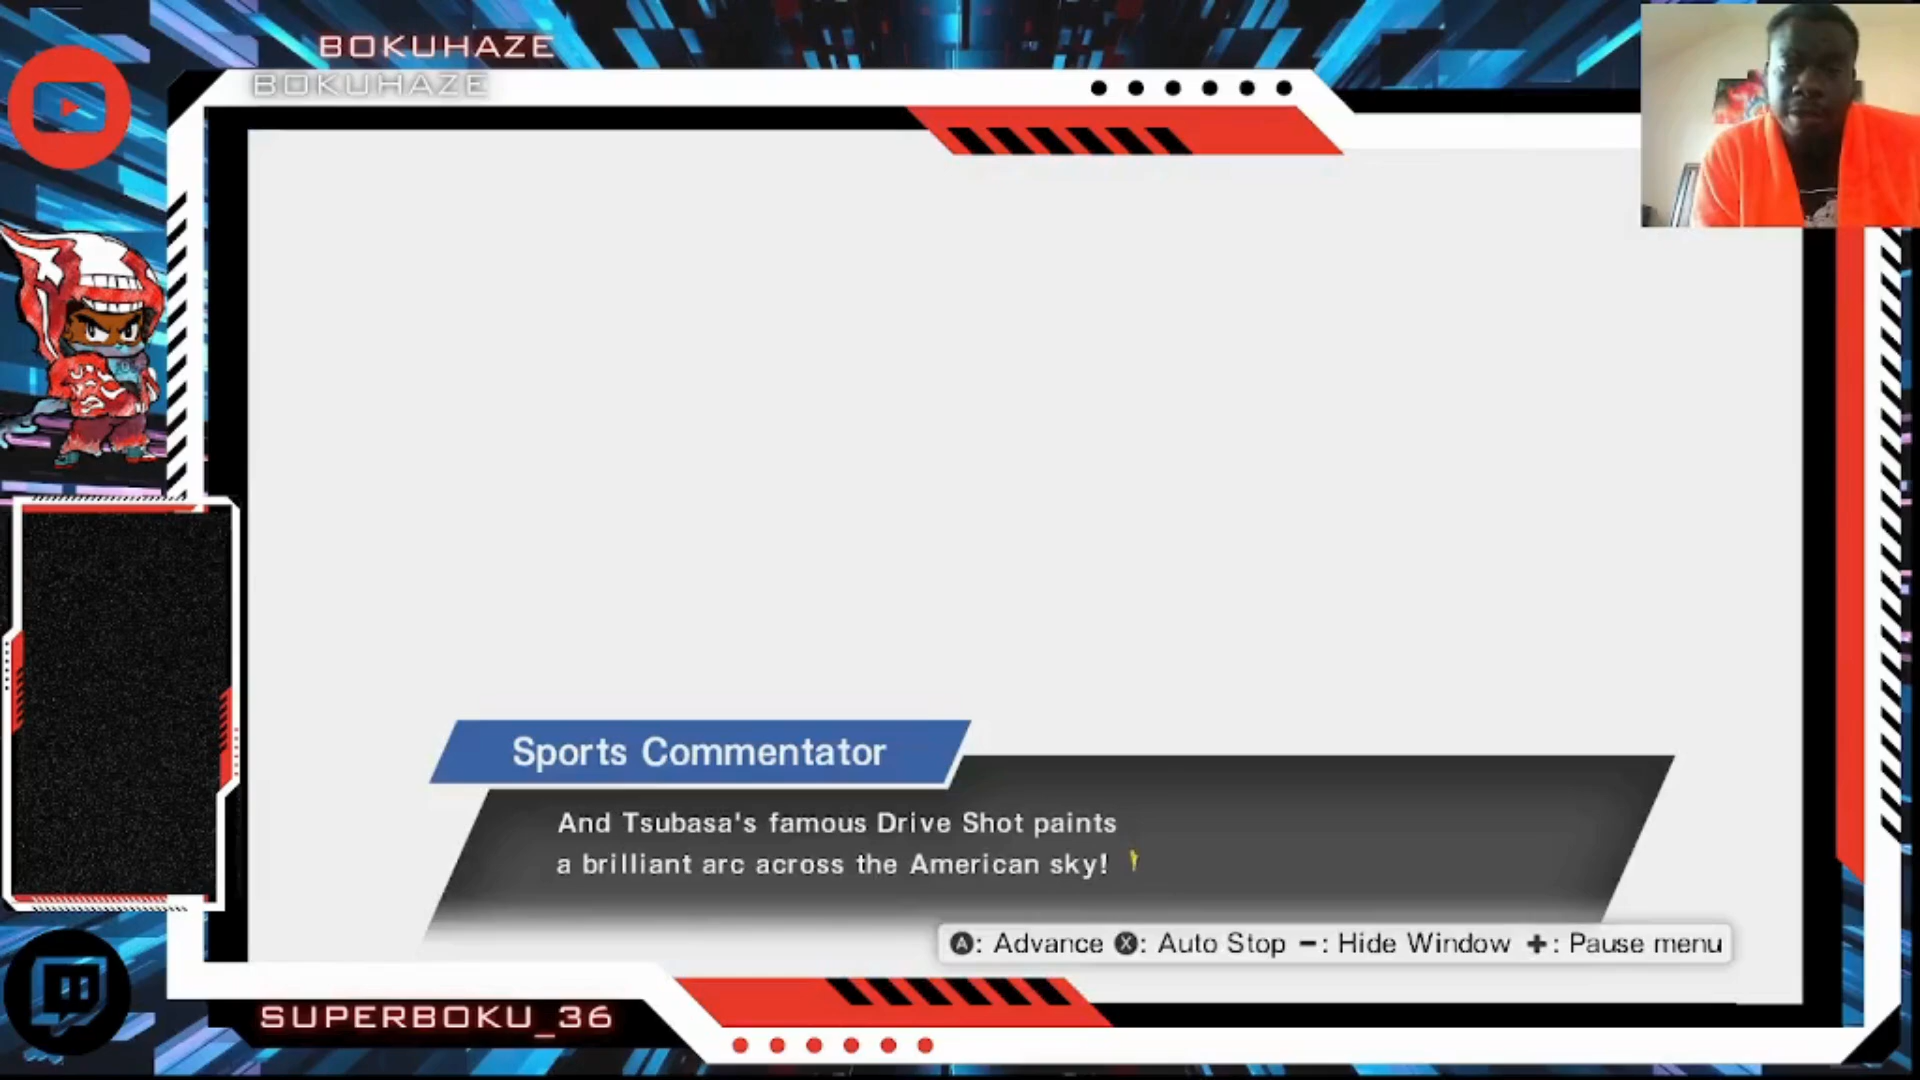 BOKUHAZE
BOKUHAZE
Sports Commentator
And Tsubasa's famous Drive Shot paints
a brilliant arc across the American sky!
A: Advance X: Auto Stop −: Hide Window +: Pause menu
SUPERBOKU_36